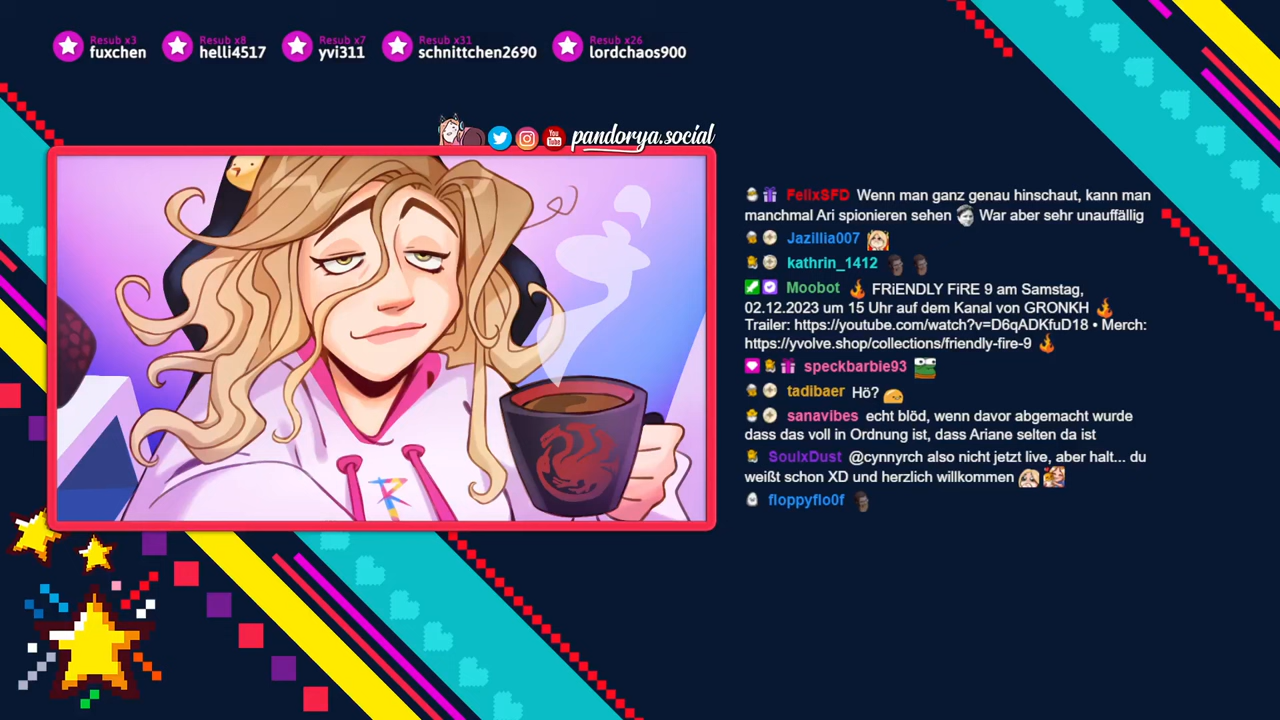 Resub x3
fuxchen
Resub x8
helli4517
Resub x7
yvi311
Resub x31
schnittchen2690
Resub x26
lordchaos900
You
Tube
pandorya.social
R
FelixSFD Wenn man ganz genau hinschaut, kann man
manchmal Ari spionieren sehen War aber sehr unauffällig
Jazillia007
kathrin_1412
Moobot FRiENDLY FiRE 9 am Samstag,
02.12.2023 um 15 Uhr auf dem Kanal von GRONKH
Trailer: https://youtube.com/watch?v=D6qADKfuD18 • Merch:
https://yvolve.shop/collections/friendly-fire-9
speckbarbie93
tadibaer Hö?
sanavibes echt blöd, wenn davor abgemacht wurde
dass das voll in Ordnung ist, dass Ariane selten da ist
SoulxDust @cynnyrch also nicht jetzt live, aber halt... du
weißt schon XD und herzlich willkommen
floppyflo0f